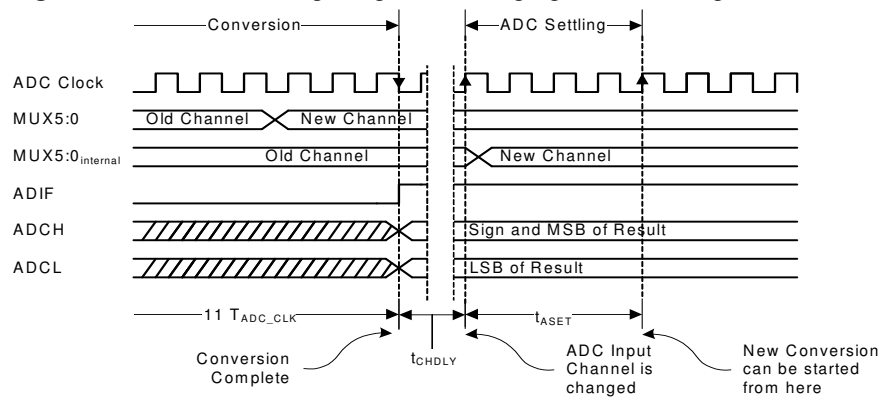 Conversion
ADC Settling
ADC Clock
MUX5:0
Old Channel
New Channel
MUX5:0internal
Old Channel
New Channel
ADIF
ADCH
Sign and MSB of Result
ADCL
LSB of Result
11 TADC_CLK
tCHDLY
tASET
Conversion
Complete
ADC Input
Channel is
changed
New Conversion
can be started
from here